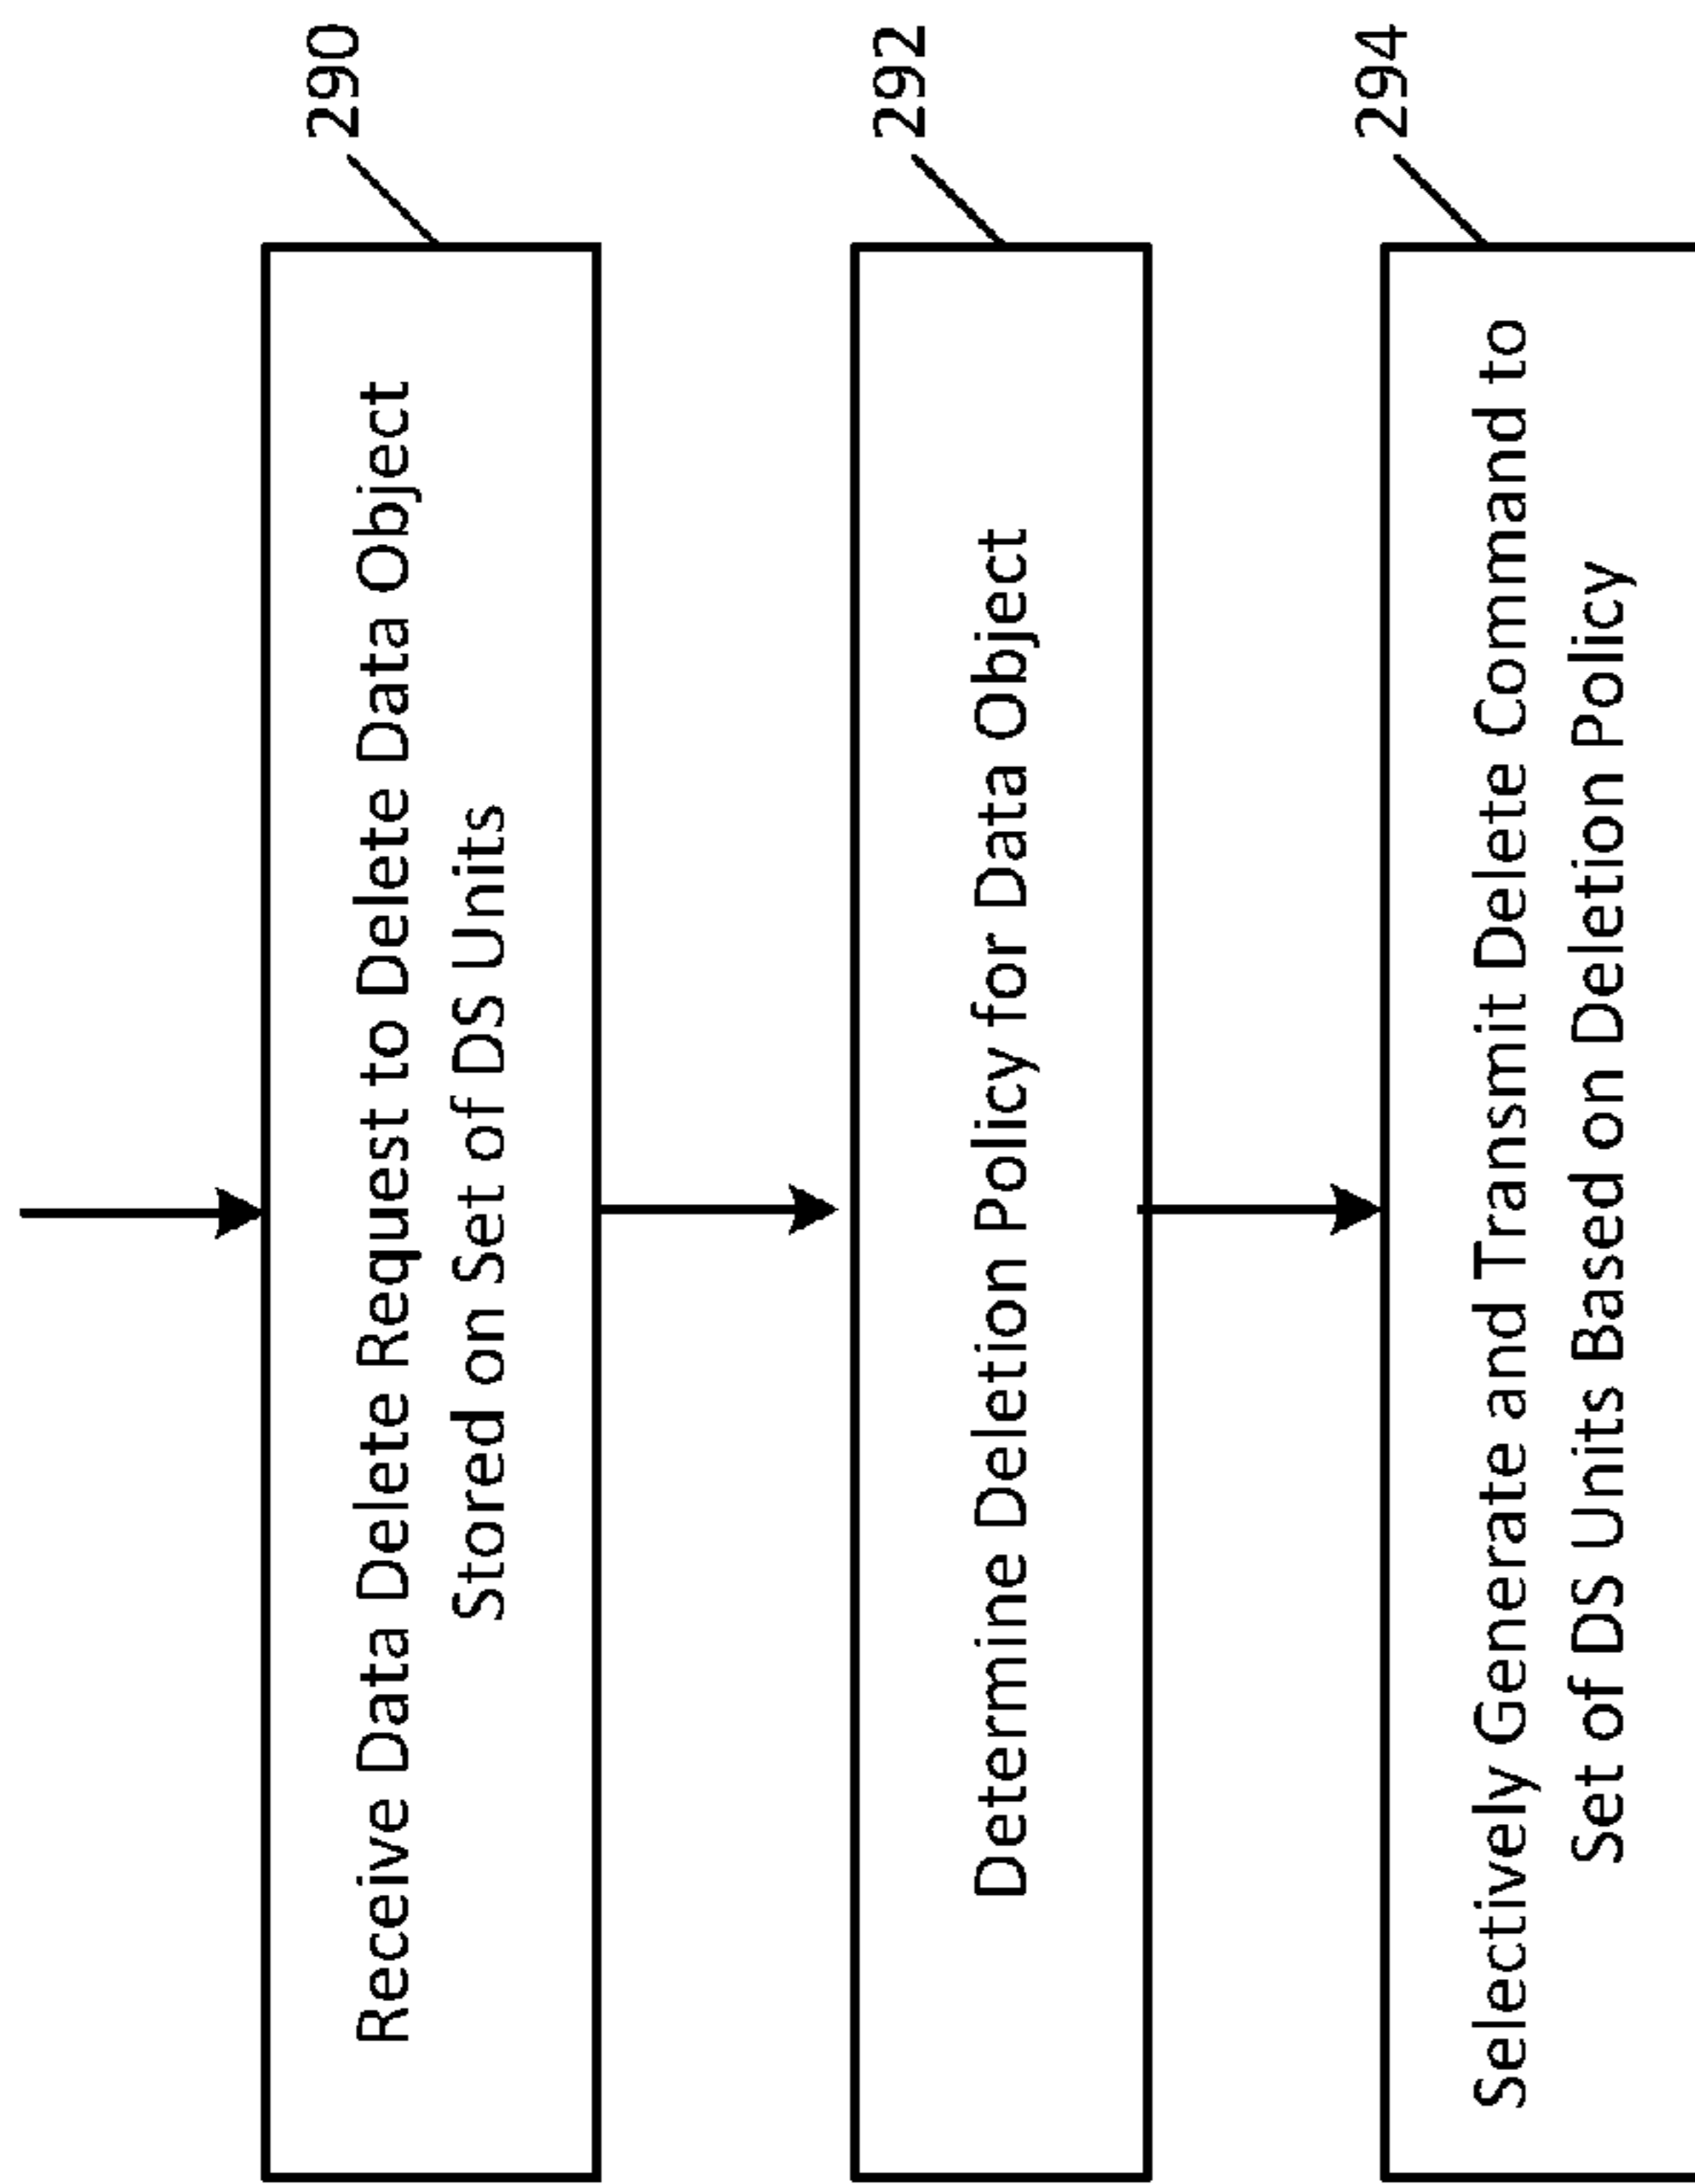 290
Receive Data Delete Request to Delete Data Object
Stored on Set of DS Units
292
Determine Deletion Policy for Data Object
294
Selectively Generate and Transmit Delete Command to
Set of DS Units Based on Deletion Policy